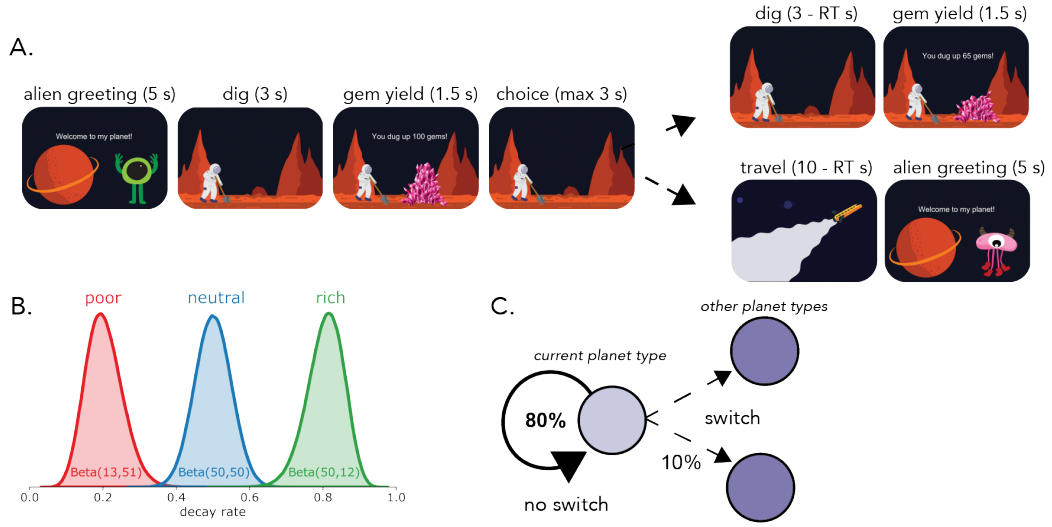 A.
alien greeting (5 s)
dig (3 s)
gem yield (1.5 s)
choice (max 3 s)
Welcome to my planet!
You dug up 100 gems!
dig (3 - RT s)
gem yield (1.5 s)
You dug up 65 gems!
travel (10 - RT s)
alien greeting (5 s)
Welcome to my planet!
B.
poor
neutral
rich
Beta(13,51)
Beta(50,50)
Beta(50,12)
0.0
0.2
0.4
0.6
0.8
1.0
decay rate
C.
other planet types
current planet type
80%
switch
10%
no switch